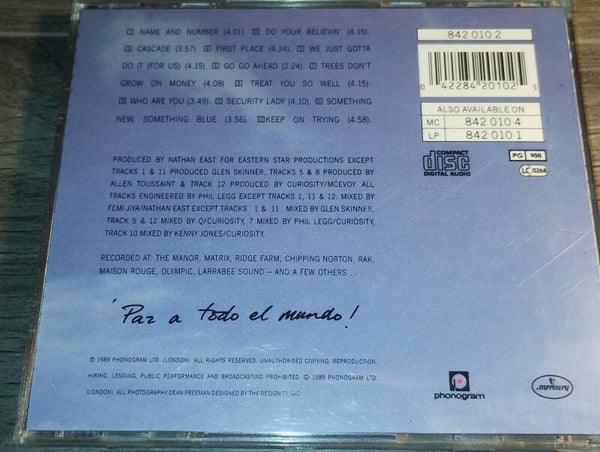 1 NAME AND NUMBER (4.01) 2 DO YOUR BELIEVIN' (4.15).
3 CASCADE (3.57) 4 FIRST PLACE (4.34). 5 WE JUST GOTTA
DO IT (FOR US) (4.15). 6 GO GO AHEAD (2.24) 7 TREES DON'T
GROW ON MONEY (4.08) 8 TREAT YOU SO WELL (4.15).
9 WHO ARE YOU (3.49). 10 SECURITY LADY (4.10). 11 SOMETHING
NEW, SOMETHING BLUE (3.56). 12 KEEP ON TRYING (4.58).
842 010 2
0 42284 20102 5
ALSO AVAILABLE ON
MC 842 010 4
LP 842 010 1
COMPACT
disc
DIGITAL AUDIO
PG 900
LC 0268
PRODUCED BY NATHAN EAST FOR EASTERN STAR PRODUCTIONS EXCEPT
TRACKS 1 & 11 PRODUCED GLEN SKINNER, TRACKS 5 & 8 PRODUCED BY
ALLEN TOUSSAINT & TRACK 12 PRODUCED BY CURIOSITY/MCEVOY. ALL
TRACKS ENGINEERED BY PHIL LEGG EXCEPT TRACKS 1, 11 & 12. MIXED BY
FEMI JIYA/NATHAN EAST EXCEPT TRACKS 1 & 11 MIXED BY GLEN SKINNER,
TRACK 5 & 12 MIXED BY Q/CURIOSITY, 7 MIXED BY PHIL LEGG/CURIOSITY,
TRACK 10 MIXED BY KENNY JONES/CURIOSITY.
RECORDED AT: THE MANOR, MATRIX, RIDGE FARM, CHIPPING NORTON, RAK,
MAISON ROUGE, OLYMPIC, LARRABEE SOUND – AND A FEW OTHERS . . .
'Paz a todo el mundo!
℗ 1989 PHONOGRAM LTD. (LONDON). ALL RIGHTS RESERVED. UNAUTHORISED COPYING, REPRODUCTION
HIRING, LENDING, PUBLIC PERFORMANCE AND BROADCASTING PROHIBITED. © 1989 PHONOGRAM LTD.
(LONDON). ALL PHOTOGRAPHY DEAN FREEMAN DESIGNED BY THE DESIGN CLINIC
phonogram
mercury